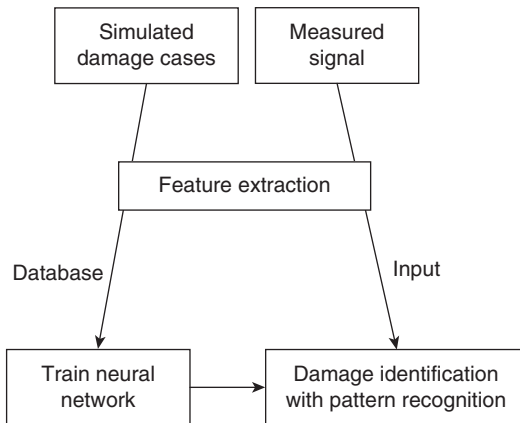 Simulated
damage cases
Measured
signal
Feature extraction
Database
Input
Train neural
network
Damage identification
with pattern recognition